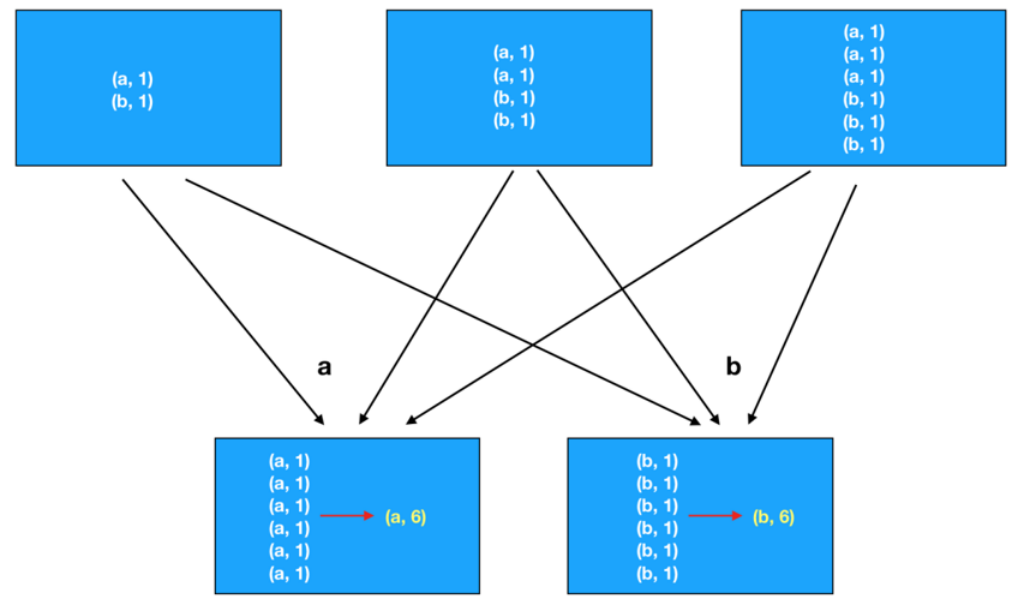 (a, 1)
(b, 1)
(a, 1)
(a, 1)
(b, 1)
(b, 1)
(a, 1)
(a, 1)
(a, 1)
(b, 1)
(b, 1)
(b, 1)
a
b
(a, 1)
(a, 1)
(a, 1)
(a, 1)
(a, 1)
(a, 1)
(a, 6)
(b, 1)
(b, 1)
(b, 1)
(b, 1)
(b, 1)
(b, 1)
(b, 6)